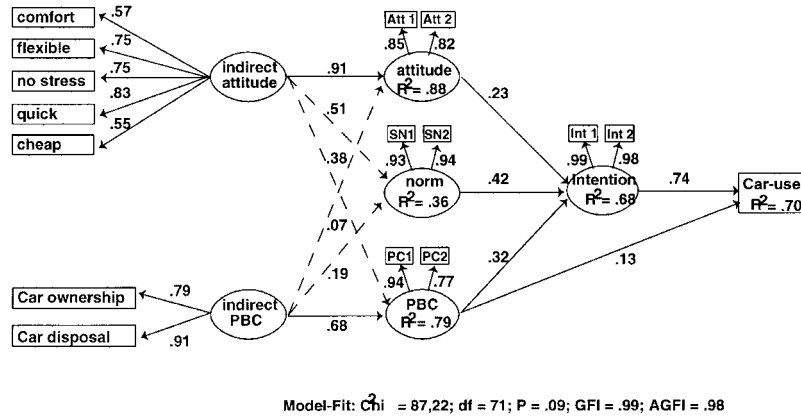 comfort
.57
flexible
.75
no stress
.75
quick
.83
cheap
.55
indirect
attitude
.91
.51
.38
.07
.19
Att 1
Att 2
.85
.82
attitude
R2 = .88
.23
SN1
SN2
.93
.94
norm
R2 = .36
.42
Int 1
Int 2
.99
.98
Intention
R2 = .68
.74
Car-use
R2 = .70
.13
.32
PC1
PC2
.94
.77
PBC
R2 = .79
Car ownership
.79
Car disposal
.91
indirect
PBC
.68
Model-Fit: Chi2 = 87,22; df = 71; P = .09; GFI = .99; AGFI = .98